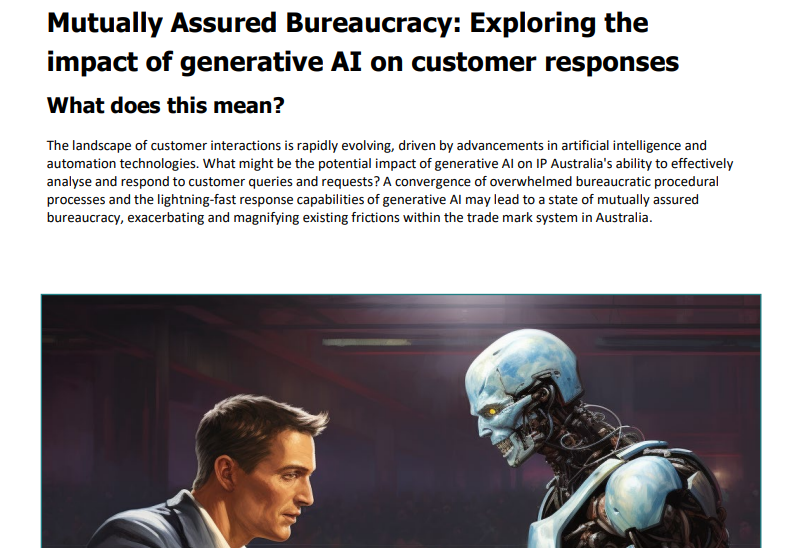 Mutually Assured Bureaucracy: Exploring the
impact of generative AI on customer responses
What does this mean?
The landscape of customer interactions is rapidly evolving, driven by advancements in artificial intelligence and
automation technologies. What might be the potential impact of generative AI on IP Australia's ability to effectively
analyse and respond to customer queries and requests? A convergence of overwhelmed bureaucratic procedural
processes and the lightning-fast response capabilities of generative AI may lead to a state of mutually assured
bureaucracy, exacerbating and magnifying existing frictions within the trade mark system in Australia.